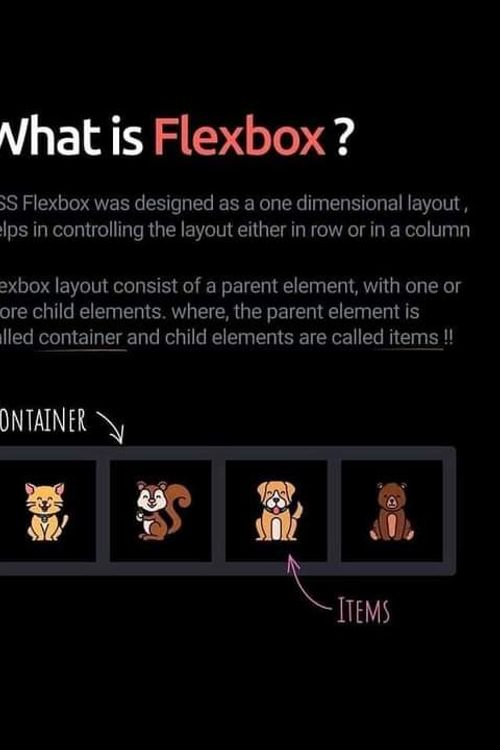 What is Flexbox ?
SS Flexbox was designed as a one dimensional layout ,
elps in controlling the layout either in row or in a column
exbox layout consist of a parent element, with one or
ore child elements. where, the parent element is
lled container and child elements are called items !!
ONTAINER
ITEMS